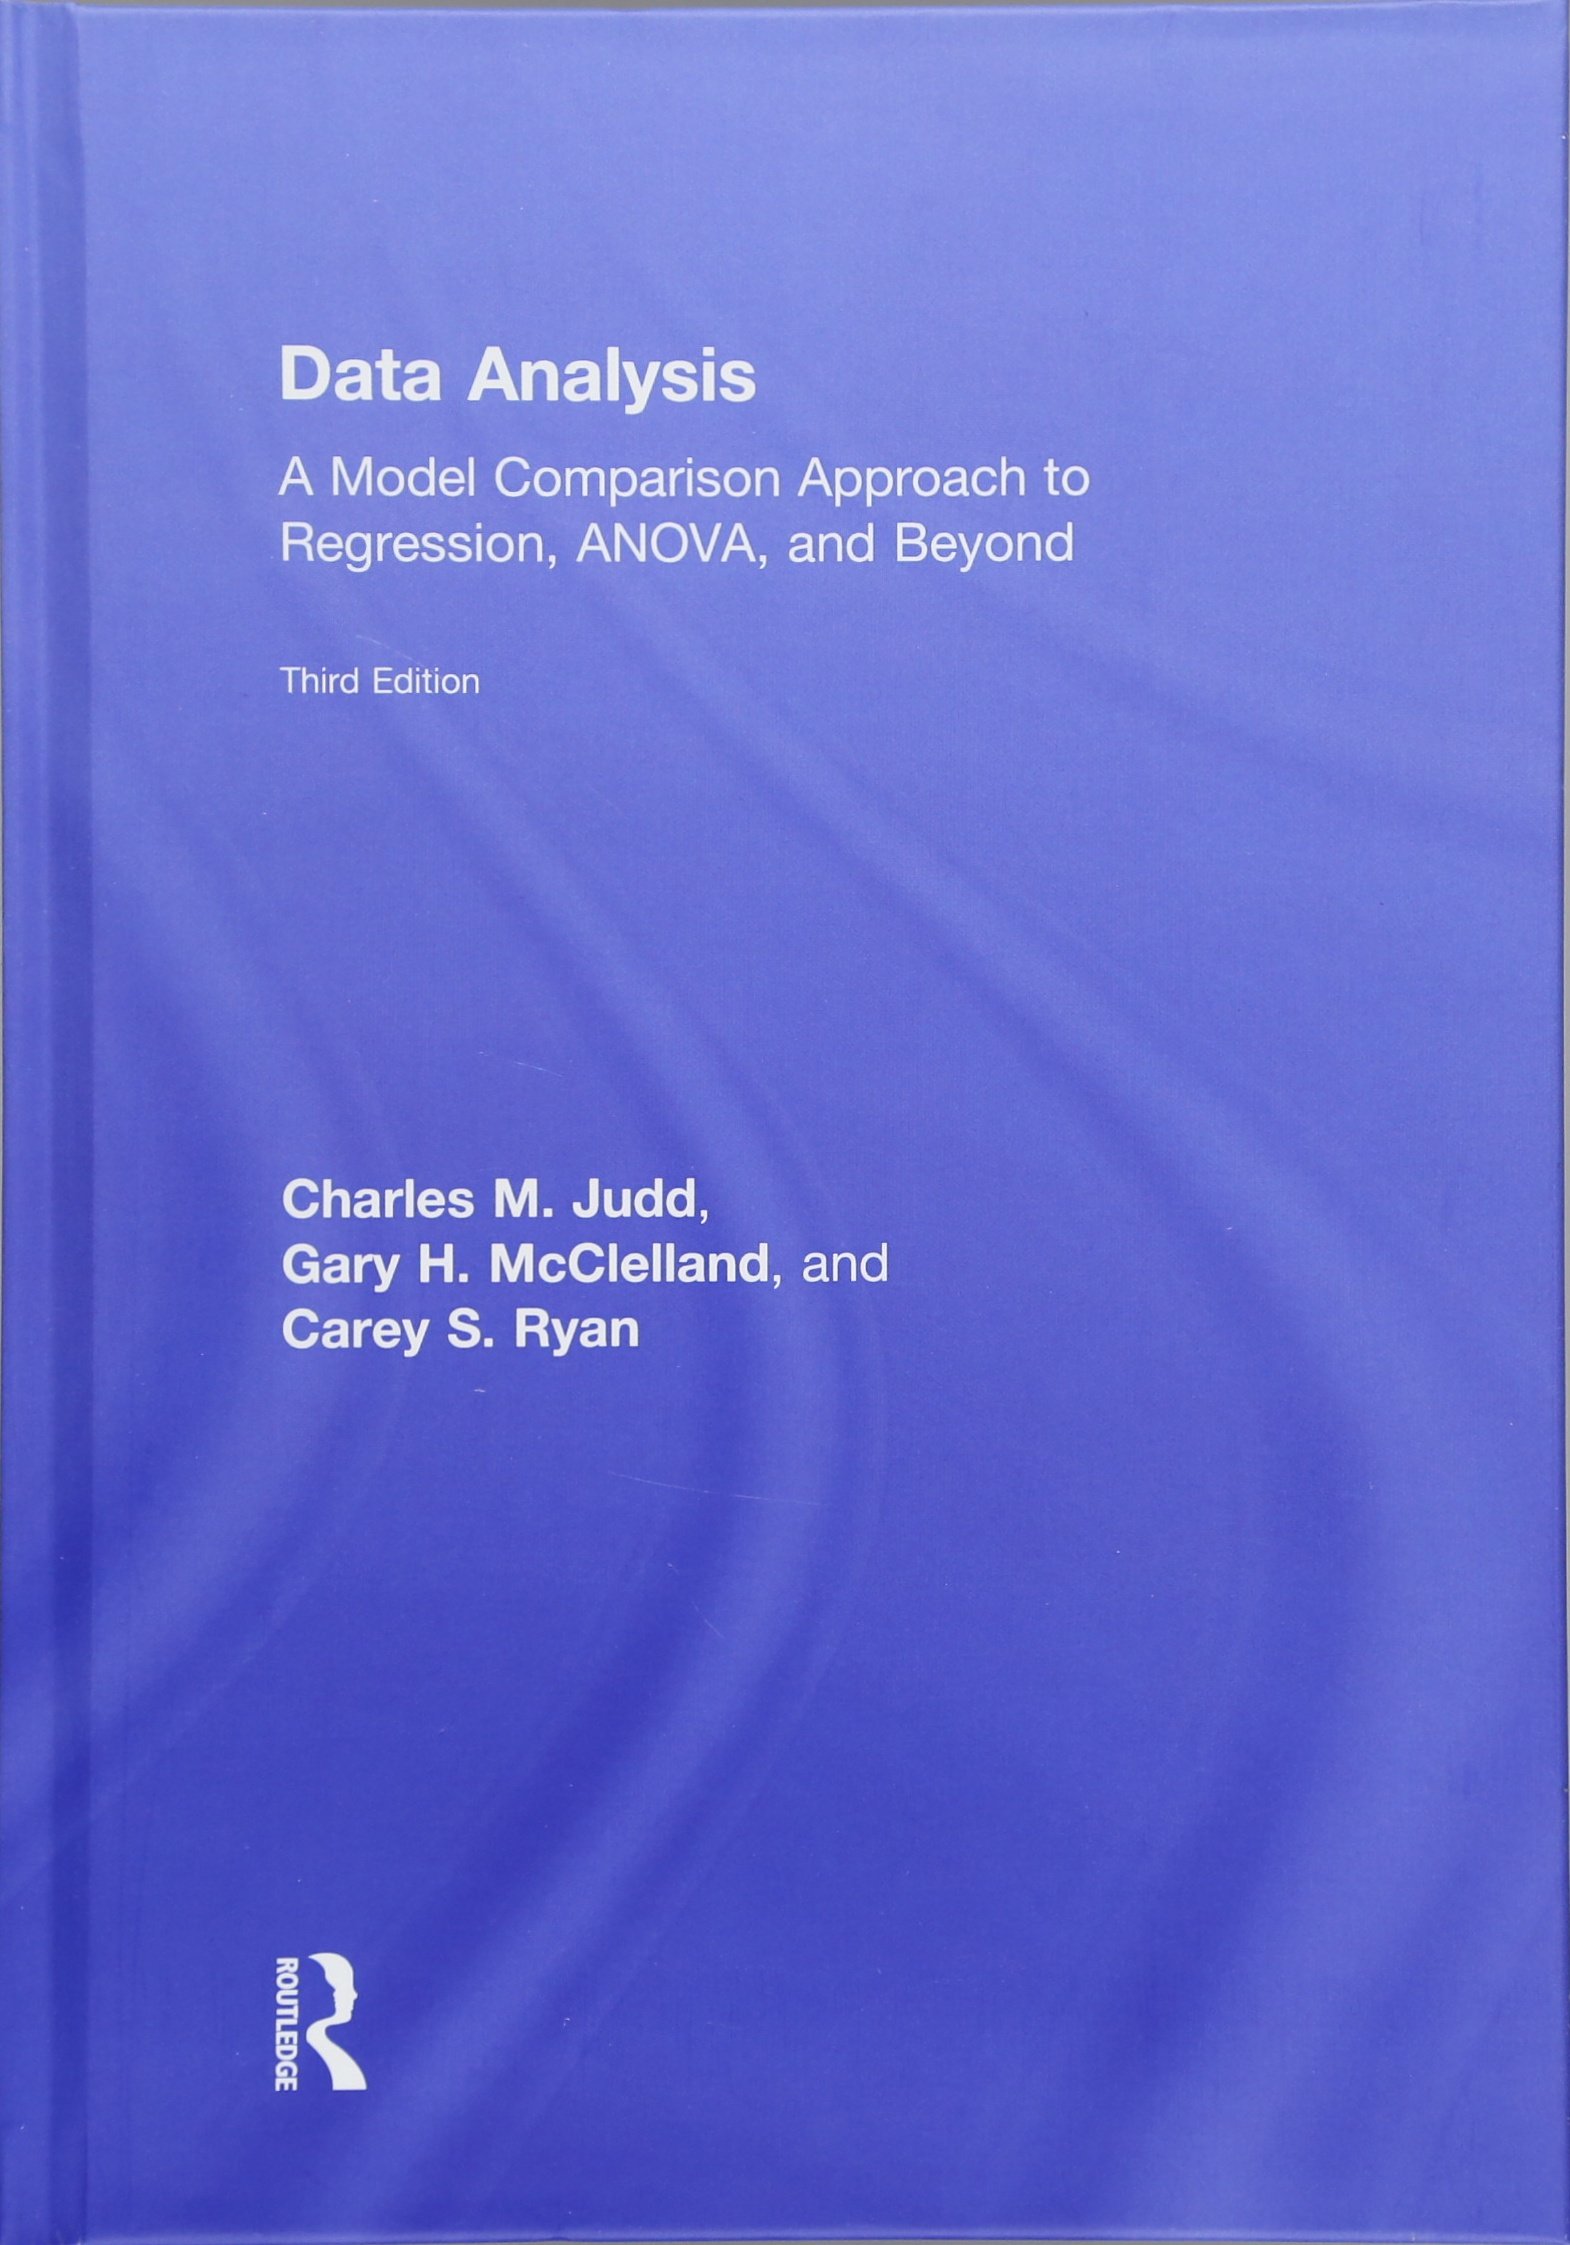 Data Analysis
A Model Comparison Approach to
Regression, ANOVA, and Beyond
Third Edition
Charles M. Judd,
Gary H. McClelland, and
Carey S. Ryan
ROUTLEDGE